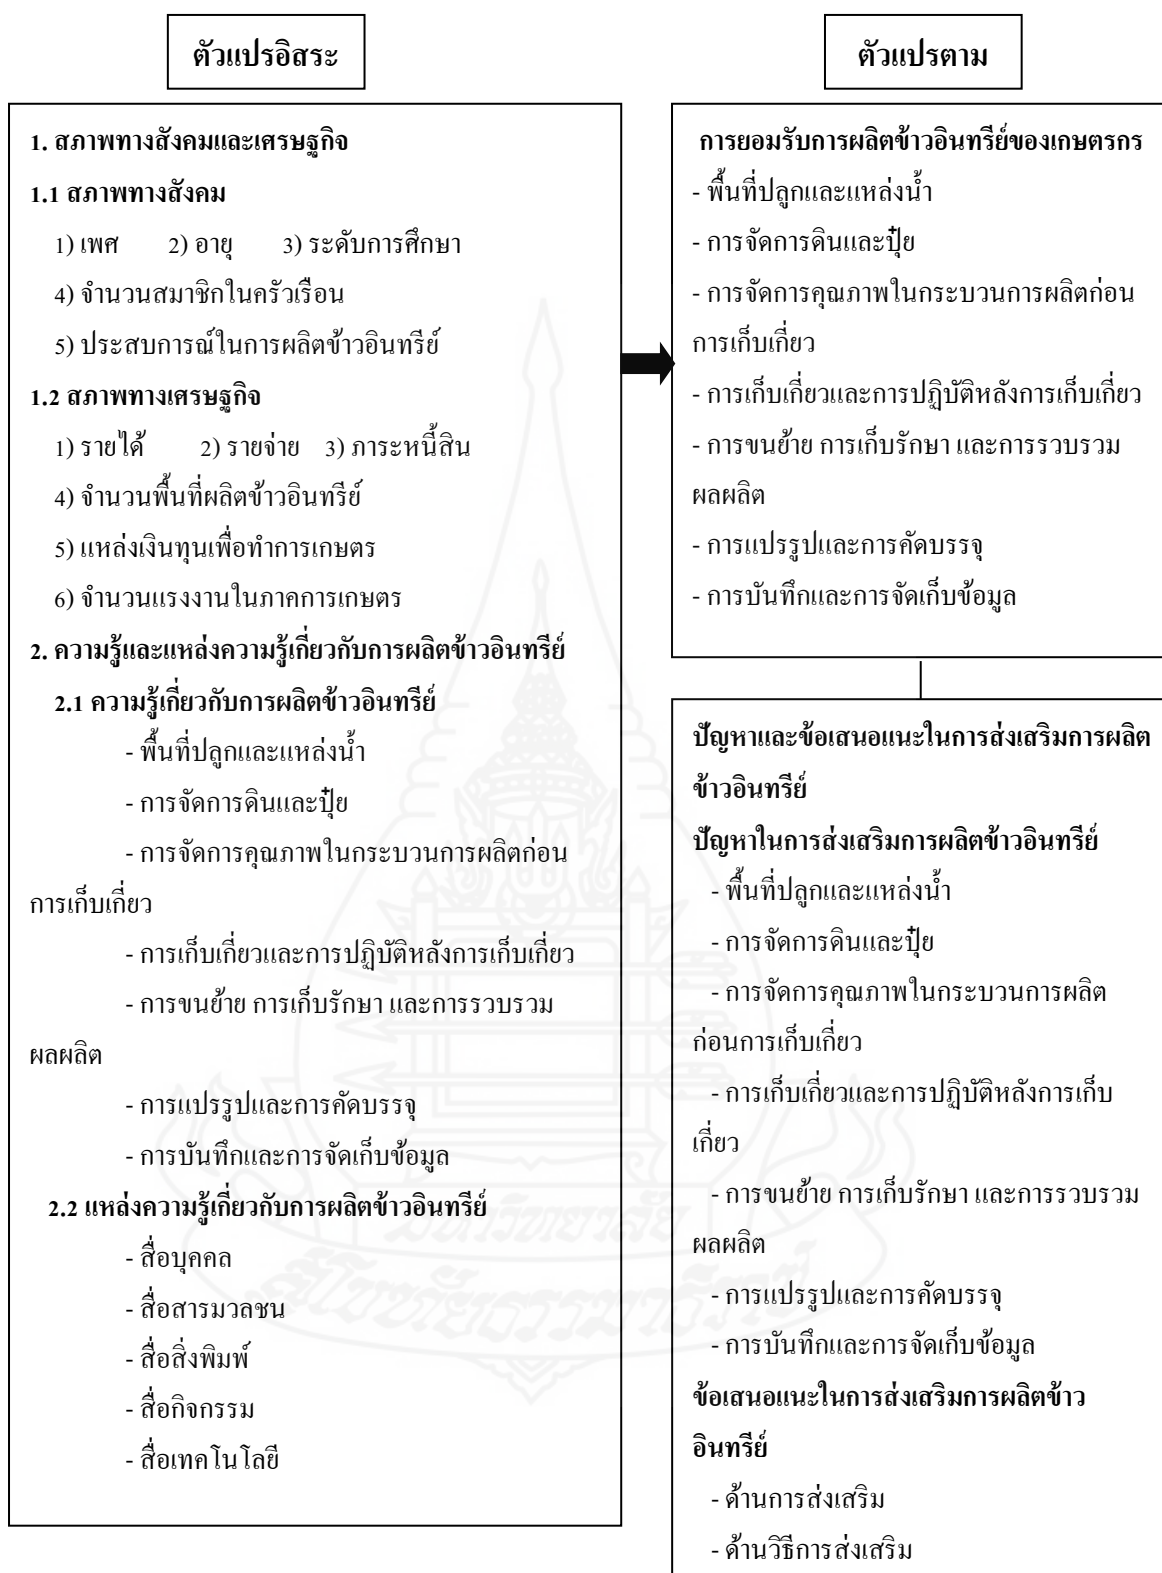 ตัวแปรอิสระ
1. สภาพทางสังคมและเศรษฐกิจ
1.1 สภาพทางสังคม
1) เพศ 2) อายุ 3) ระดับการศึกษา
4) จำนวนสมาชิกในครัวเรือน
5) ประสบการณ์ในการผลิตข้าวอินทรีย์
1.2 สภาพทางเศรษฐกิจ
1) รายได้ 2) รายจ่าย 3) ภาระหนี้สิน
4) จำนวนพื้นที่ผลิตข้าวอินทรีย์
5) แหล่งเงินทุนเพื่อทำการเกษตร
6) จำนวนแรงงานในภาคการเกษตร
2. ความรู้และแหล่งความรู้เกี่ยวกับการผลิตข้าวอินทรีย์
2.1 ความรู้เกี่ยวกับการผลิตข้าวอินทรีย์
- พื้นที่ปลูกและแหล่งน้ำ
- การจัดการดินและปุ๋ย
- การจัดการคุณภาพในกระบวนการผลิตก่อน
การเก็บเกี่ยว
- การเก็บเกี่ยวและการปฏิบัติหลังการเก็บเกี่ยว
- การขนย้าย การเก็บรักษา และการรวบรวม
ผลผลิต
- การแปรรูปและการคัดบรรจุ
- การบันทึกและการจัดเก็บข้อมูล
2.2 แหล่งความรู้เกี่ยวกับการผลิตข้าวอินทรีย์
- สื่อบุคคล
- สื่อสารมวลชน
- สื่อสิ่งพิมพ์
- สื่อกิจกรรม
- สื่อเทคโนโลยี
ตัวแปรตาม
การยอมรับการผลิตข้าวอินทรีย์ของเกษตรกร
- พื้นที่ปลูกและแหล่งน้ำ
- การจัดการดินและปุ๋ย
- การจัดการคุณภาพในกระบวนการผลิตก่อน
การเก็บเกี่ยว
- การเก็บเกี่ยวและการปฏิบัติหลังการเก็บเกี่ยว
- การขนย้าย การเก็บรักษา และการรวบรวม
ผลผลิต
- การแปรรูปและการคัดบรรจุ
- การบันทึกและการจัดเก็บข้อมูล
ปัญหาและข้อเสนอแนะในการส่งเสริมการผลิต
ข้าวอินทรีย์
ปัญหาในการส่งเสริมการผลิตข้าวอินทรีย์
- พื้นที่ปลูกและแหล่งน้ำ
- การจัดการดินและปุ๋ย
- การจัดการคุณภาพในกระบวนการผลิต
ก่อนการเก็บเกี่ยว
- การเก็บเกี่ยวและการปฏิบัติหลังการเก็บ
เกี่ยว
- การขนย้าย การเก็บรักษา และการรวบรวม
ผลผลิต
- การแปรรูปและการคัดบรรจุ
- การบันทึกและการจัดเก็บข้อมูล
ข้อเสนอแนะในการส่งเสริมการผลิตข้าว
อินทรีย์
- ด้านการส่งเสริม
- ด้านวิธีการส่งเสริม
มหาวิทยาลัย
สุโขทัยธรรมาธิราช